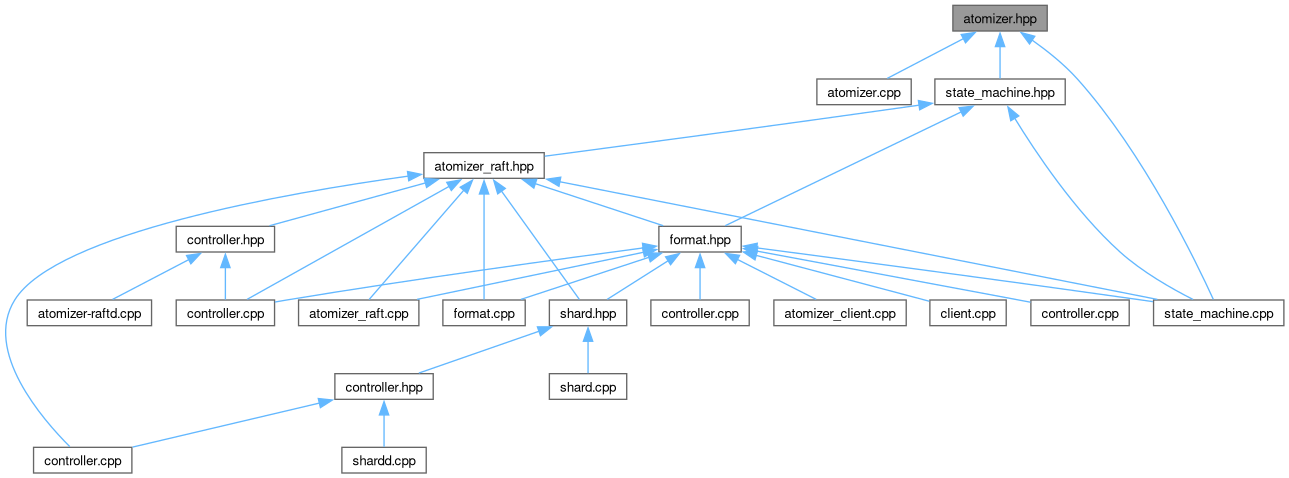 atomizer.hpp
atomizer.cpp
state_machine.hpp
atomizer_raft.hpp
controller.hpp
format.hpp
atomizer-raftd.cpp
controller.cpp
atomizer_raft.cpp
format.cpp
shard.hpp
controller.cpp
atomizer_client.cpp
client.cpp
controller.cpp
state_machine.cpp
controller.hpp
shard.cpp
controller.cpp
shardd.cpp